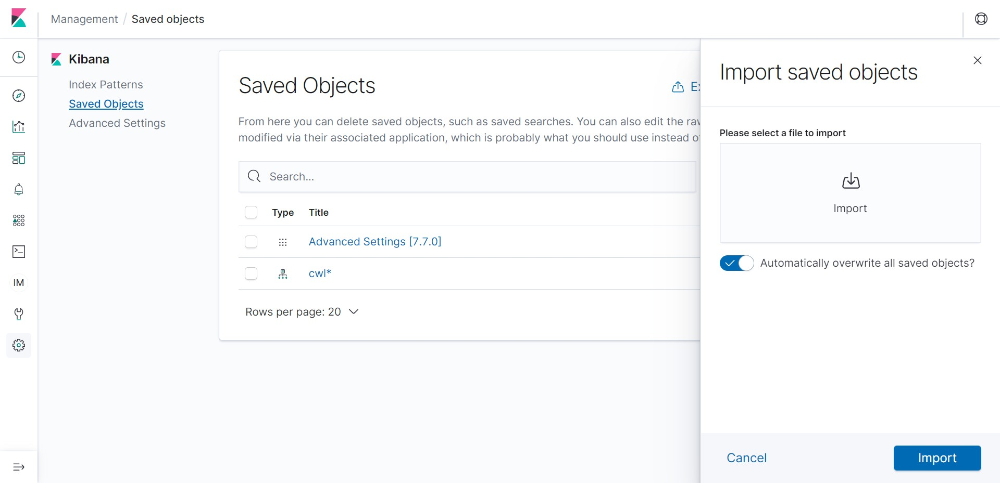 Management / Saved objects
Kibana
Index Patterns
Saved Objects
Advanced Settings
IM
Saved Objects
From here you can delete saved objects, such as saved searches. You can also edit the
modified via their associated application, which is probably what you should use instead
Search...
Type Title
Advanced Settings [7.7.0]
cwl*
Rows per page: 20
Import saved objects
Please select a file to import
Import
Automatically overwrite all saved objects?
Cancel
Import